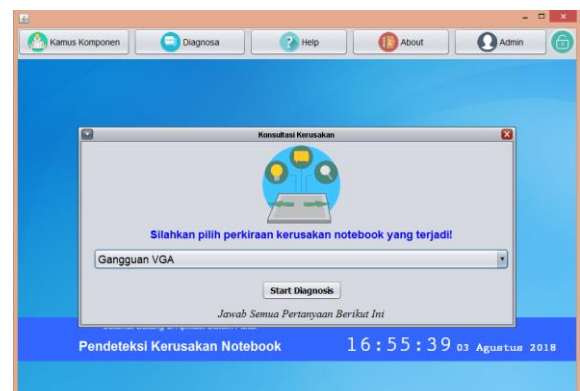 Kamus Komponen Diagnosa Help About Admin
Konsultasi Kerusakan
Silahkan pilih perkiraan kerusakan notebook yang terjadi!
Gangguan VGA
Start Diagnosis
Jawab Semua Pertanyaan Berikut Ini
Pendeteksi Kerusakan Notebook 16:55:39 03 Agustus 2018